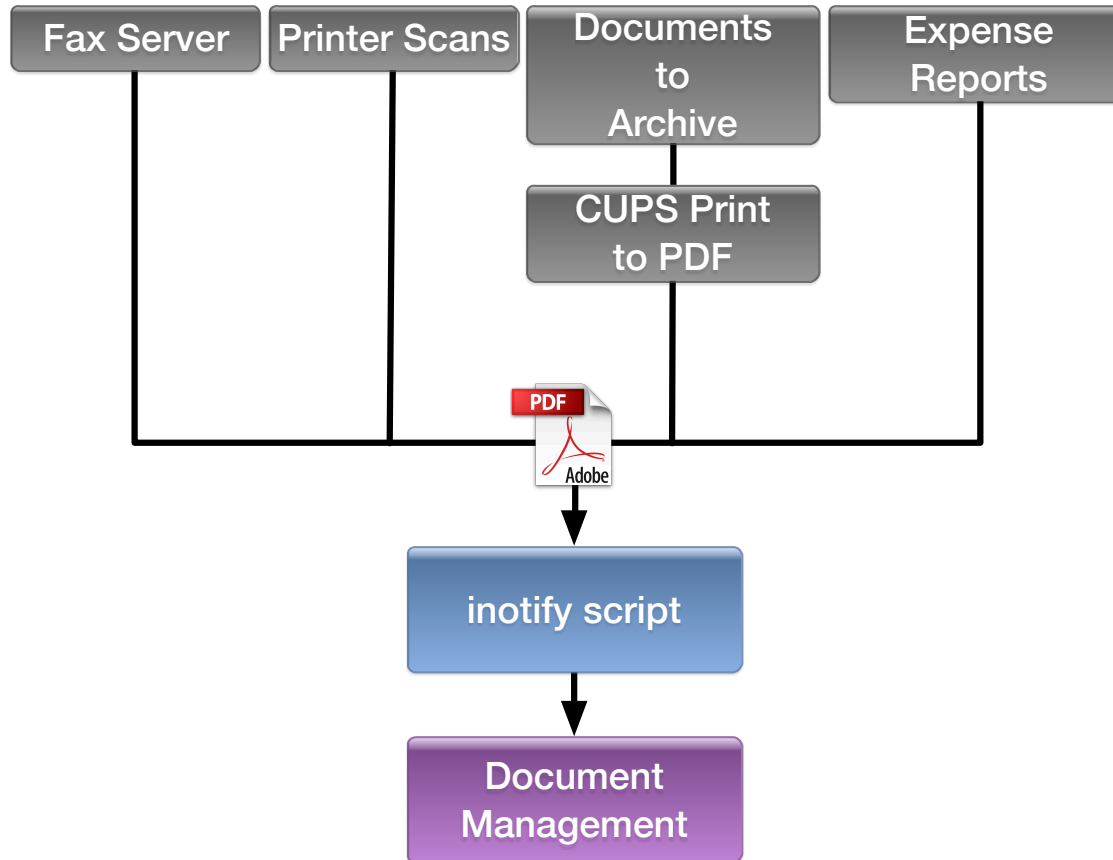 Fax Server
Printer Scans
Documents
to
Archive
Expense
Reports
CUPS Print
to PDF
PDF
Adobe
inotify script
Document
Management